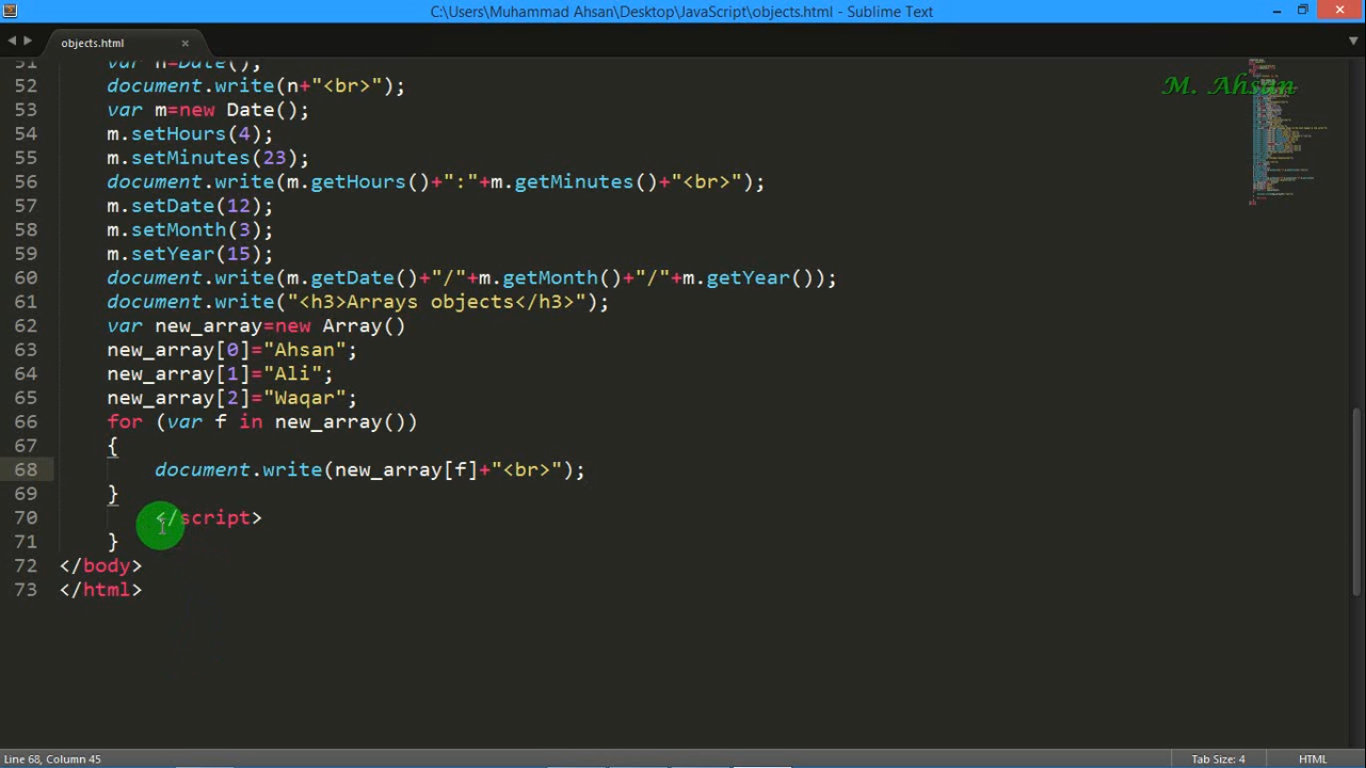 C:\Users\Muhammad Ahsan\Desktop\JavaScript\objects.html - Sublime Text
objects.html
M. Ahsan
51 var n=Date();
52 document.write(n+"<br>");
53 var m=new Date();
54 m.setHours(4);
55 m.setMinutes(23);
56 document.write(m.getHours()+":"+m.getMinutes()+"<br>");
57 m.setDate(12);
58 m.setMonth(3);
59 m.setYear(15);
60 document.write(m.getDate()+"/"+m.getMonth()+"/"+m.getYear());
61 document.write("<h3>Arrays objects</h3>");
62 var new_array=new Array()
63 new_array[0]="Ahsan";
64 new_array[1]="Ali";
65 new_array[2]="Waqar";
66 for (var f in new_array())
67 {
68 document.write(new_array[f]+"<br>");
69 }
70 </script>
71 }
72 </body>
73 </html>
Line 68, Column 45
Tab Size: 4
HTML